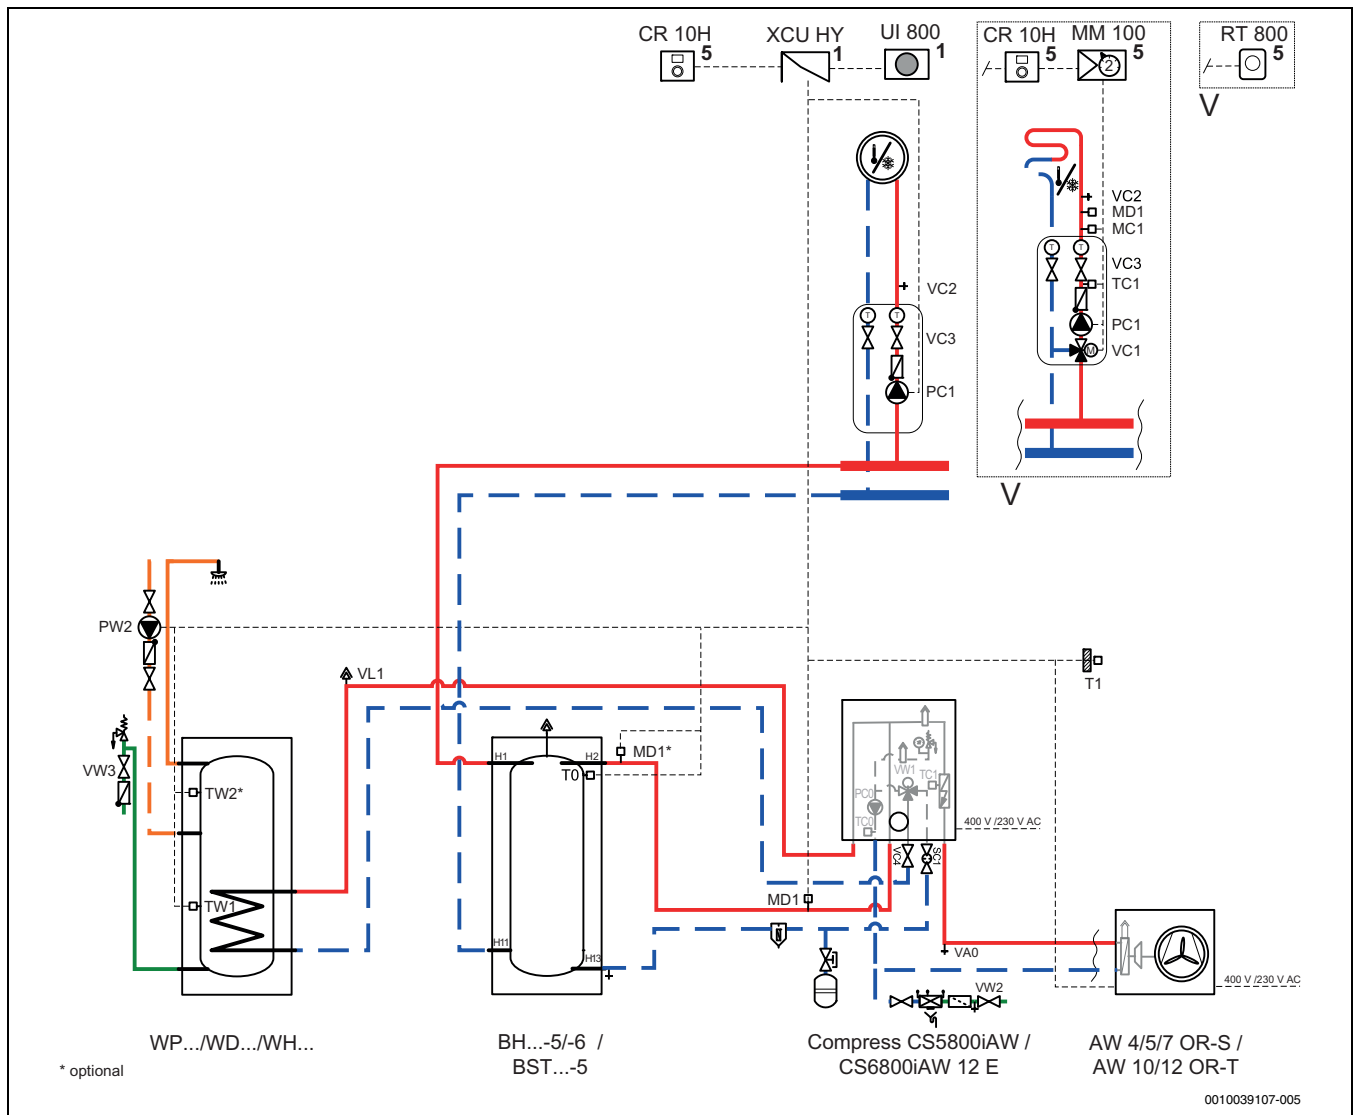 CR 10H
5
XCU HY
1
UI 800
1
CR 10H
5
MM 100
5
2
RT 800
5
V
VC2
MD1
MC1
T
T
VC3
TC1
PC1
M
VC1
V
VC2
T
T
VC3
PC1
PW2
VL1
T1
VW3
TW2*
TW1
H1
H2
MD1*
T0
H11
H13
VW1
TC1
PC0
TC0
400 V /230 V AC
VC4
SC1
MD1
VA0
VW2
400 V /230 V AC
WP.../WD.../WH...
BH...-5/-6 /
BST...-5
Compress CS5800iAW /
CS6800iAW 12 E
AW 4/5/7 OR-S /
AW 10/12 OR-T
* optional
0010039107-005